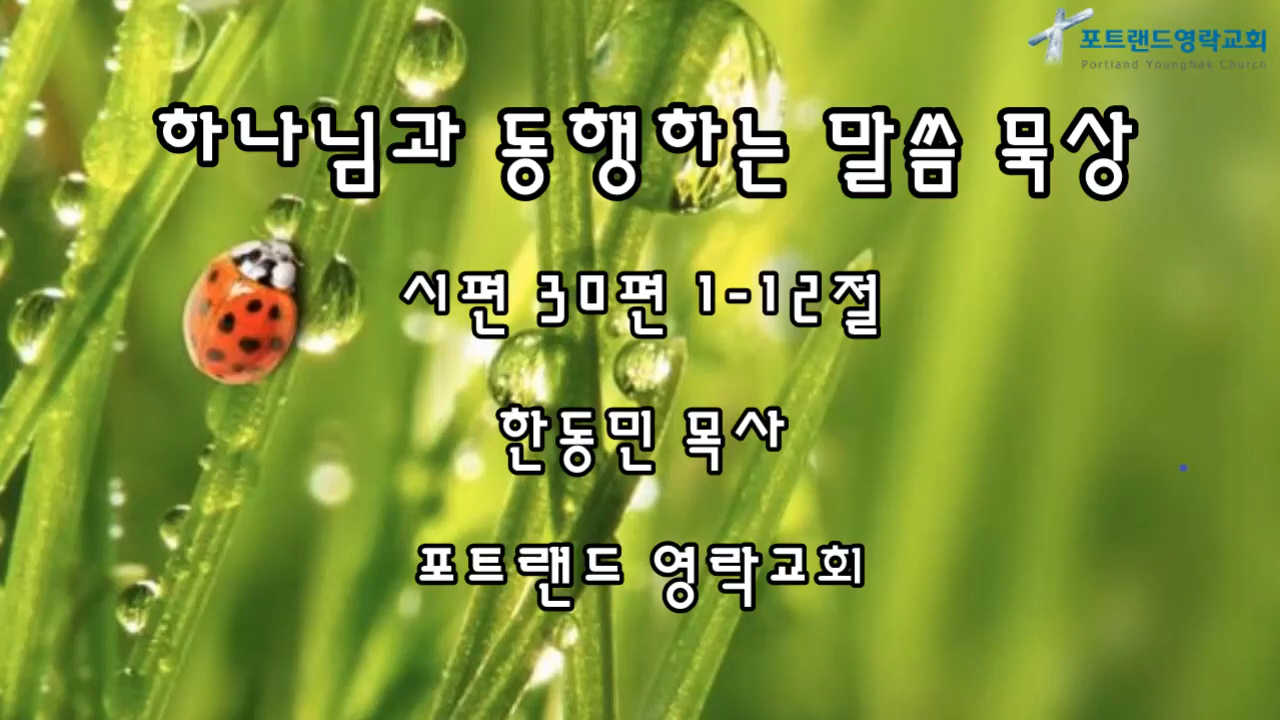 포트랜드영락교회
Portland YoungNak Church
하나님과 동행하는 말씀 묵상
시편 30편 1-12절
한동민 목사
포트랜드 영락교회